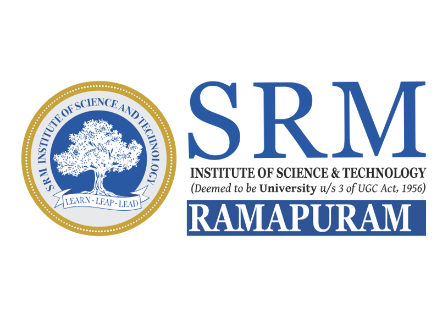 SRM INSTITUTE OF SCIENCE AND TECHNOLOGY
LEARN - LEAP - LEAD
SRM
INSTITUTE OF SCIENCE & TECHNOLOGY
(Deemed to be University u/s 3 of UGC Act, 1956)
RAMAPURAM